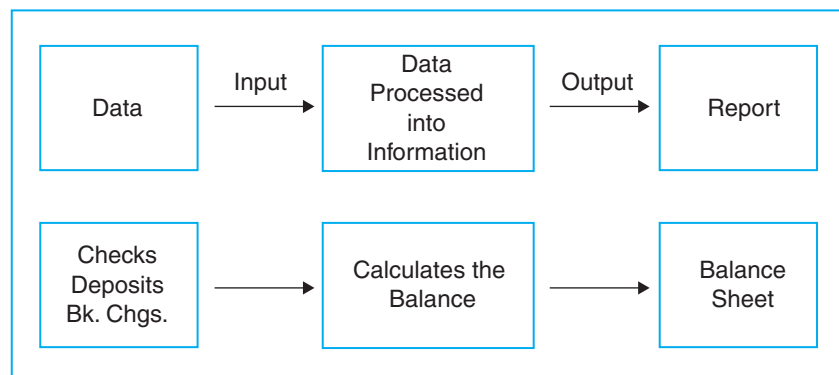 Data
Input
Data
Processed
into
Information
Output
Report
Checks
Deposits
Bk. Chgs.
Calculates the
Balance
Balance
Sheet